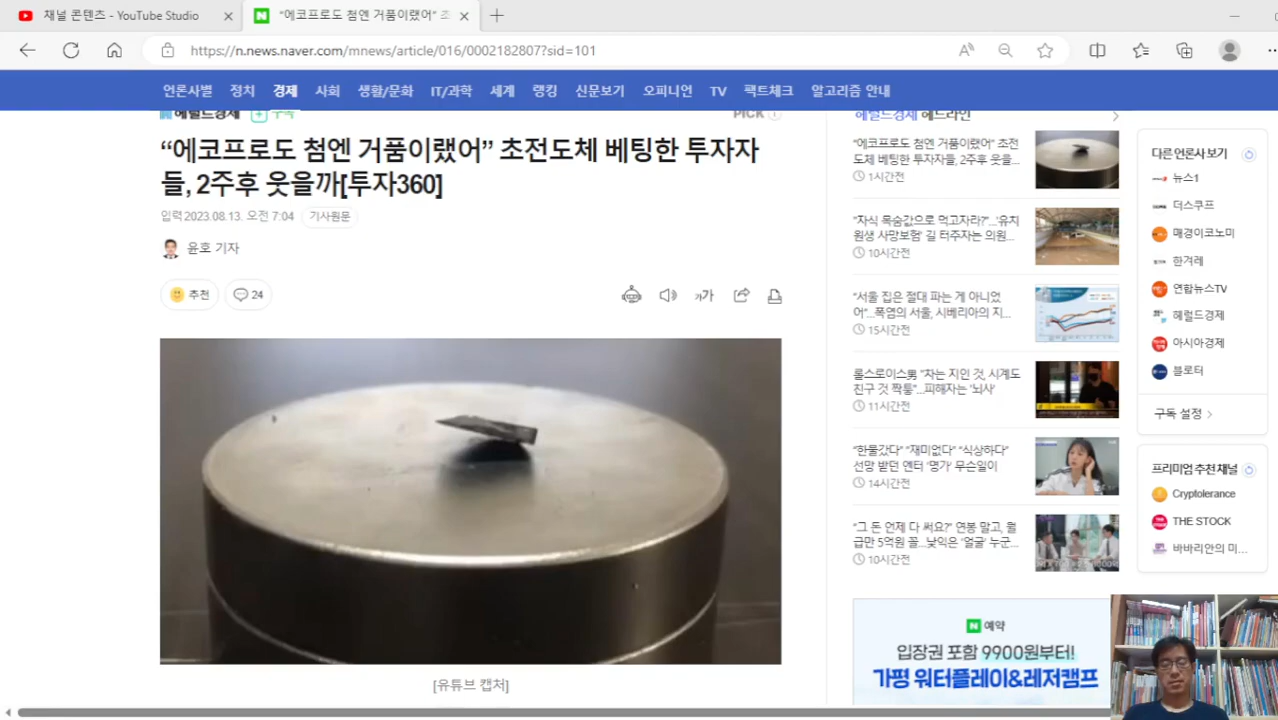 채널 콘텐츠 - YouTube Studio
“에코프로도 첨엔 거품이랬어” 초
https://n.news.naver.com/mnews/article/016/0002182807?sid=101
언론사별 정치 경제 사회 생활/문화 IT/과학 세계 랭킹 신문보기 오피니언 TV 팩트체크 알고리즘 안내
헤럴드경제 구독
PICK
“에코프로도 첨엔 거품이랬어” 초전도체 베팅한 투자자
들, 2주후 웃을까[투자360]
입력 2023.08.13. 오전 7:04 기사원문
윤호 기자
추천 24
가가
[유튜브 캡처]
헤럴드경제 헤드라인
"에코프로도 첨엔 거품이랬어" 초전
도체 베팅한 투자자들, 2주후 웃을...
1시간전
"자식 목숨값으로 먹고자라?"...'유치
원생 사망보험' 길 터주자는 의원...
10시간전
"서울 집은 절대 파는 게 아니었
어"...폭염의 서울, 시베리아의 지...
15시간전
롤스로이스男 "차는 지인 것, 시계도
친구 것 짝퉁"...피해자는 '뇌사'
11시간전
"한물갔다" "재미없다" "식상하다"
선망 받던 엔터 '명가' 무슨일이
14시간전
"그 돈 언제 다 써요?" 연봉 말고, 월
급만 5억원 꼴...낯익은 '얼굴' 누군...
10시간전
N 예약
입장권 포함 9900원부터!
가평 워터플레이&레저캠프
다른 언론사 보기
뉴스1
더스쿠프
매경이코노미
한겨레
연합뉴스TV
헤럴드경제
아시아경제
블로터
구독 설정
프리미엄 추천 채널
Cryptolerance
THE STOCK
바바리안의 미...